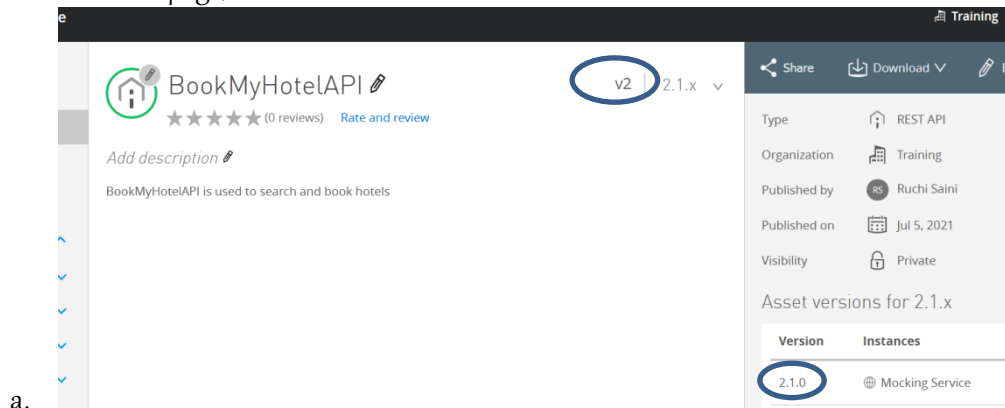 e
Training
BookMyHotelAPI
v2 2.1.x
Share Download
(0 reviews) Rate and review
Type REST API
Add description
Organization Training
BookMyHotelAPI is used to search and book hotels
Published by RS Ruchi Saini
Published on Jul 5, 2021
Visibility Private
Asset versions for 2.1.x
Version Instances
2.1.0 Mocking Service
a.